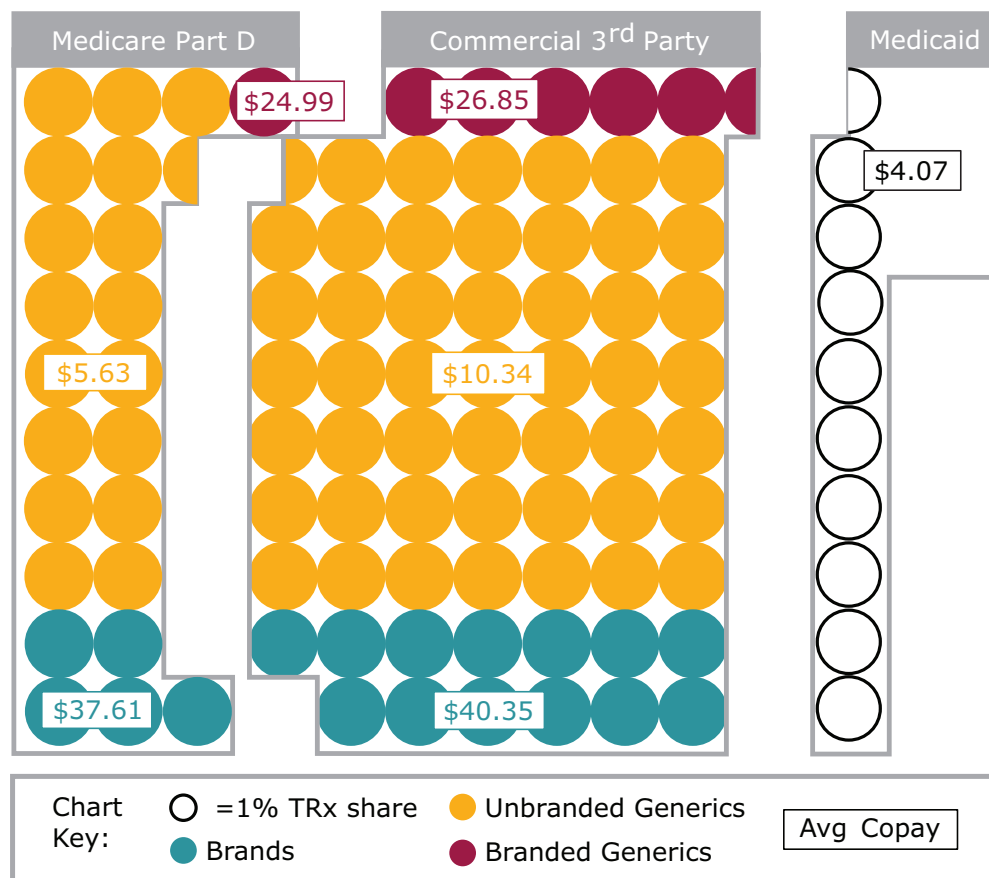 Medicare Part D
Commercial 3rd Party
Medicaid
$24.99
$26.85
$4.07
$5.63
$10.34
$37.61
$40.35
Chart Key:
=1% TRx share
Unbranded Generics
Brands
Branded Generics
Avg Copay